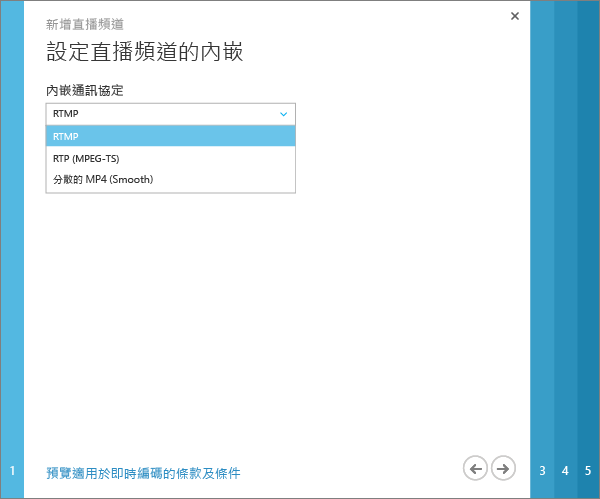 新增直播頻道
設定直播頻道的內嵌
內嵌通訊協定
RTMP
RTMP
RTP (MPEG-TS)
分散的 MP4 (Smooth)
1
預覽適用於即時編碼的條款及條件
3
4
5